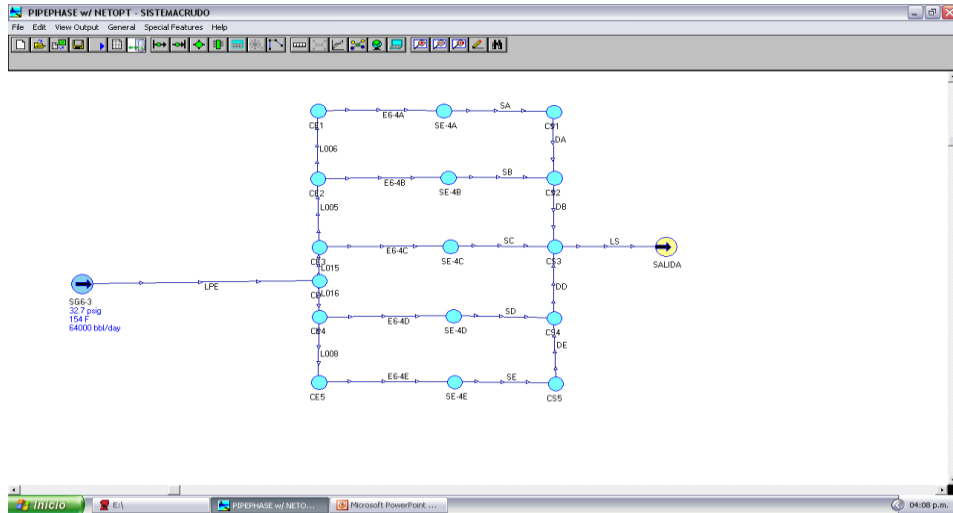 PIPEPHASE w/ NETOPT - SISTEMACRUDO
File Edit View Output General Special Features Help
CE1 E6-4A SE-4A SA CS1
L006 DA
CE2 E6-4B SE-4B SB CS2
L005 DB
CE3 E6-4C SE-4C SC CS3 LS SALIDA
L015
SG6-3 LPE
32.7 psig
154 F
64000 bbl/day
L016 DD
CE4 E6-4D SE-4D SD CS4
L008 DE
CE5 E6-4E SE-4E SE CS5
Inicio E:\ PIPEPHASE w/ NETO... Microsoft PowerPoint ... 04:08 p.m.